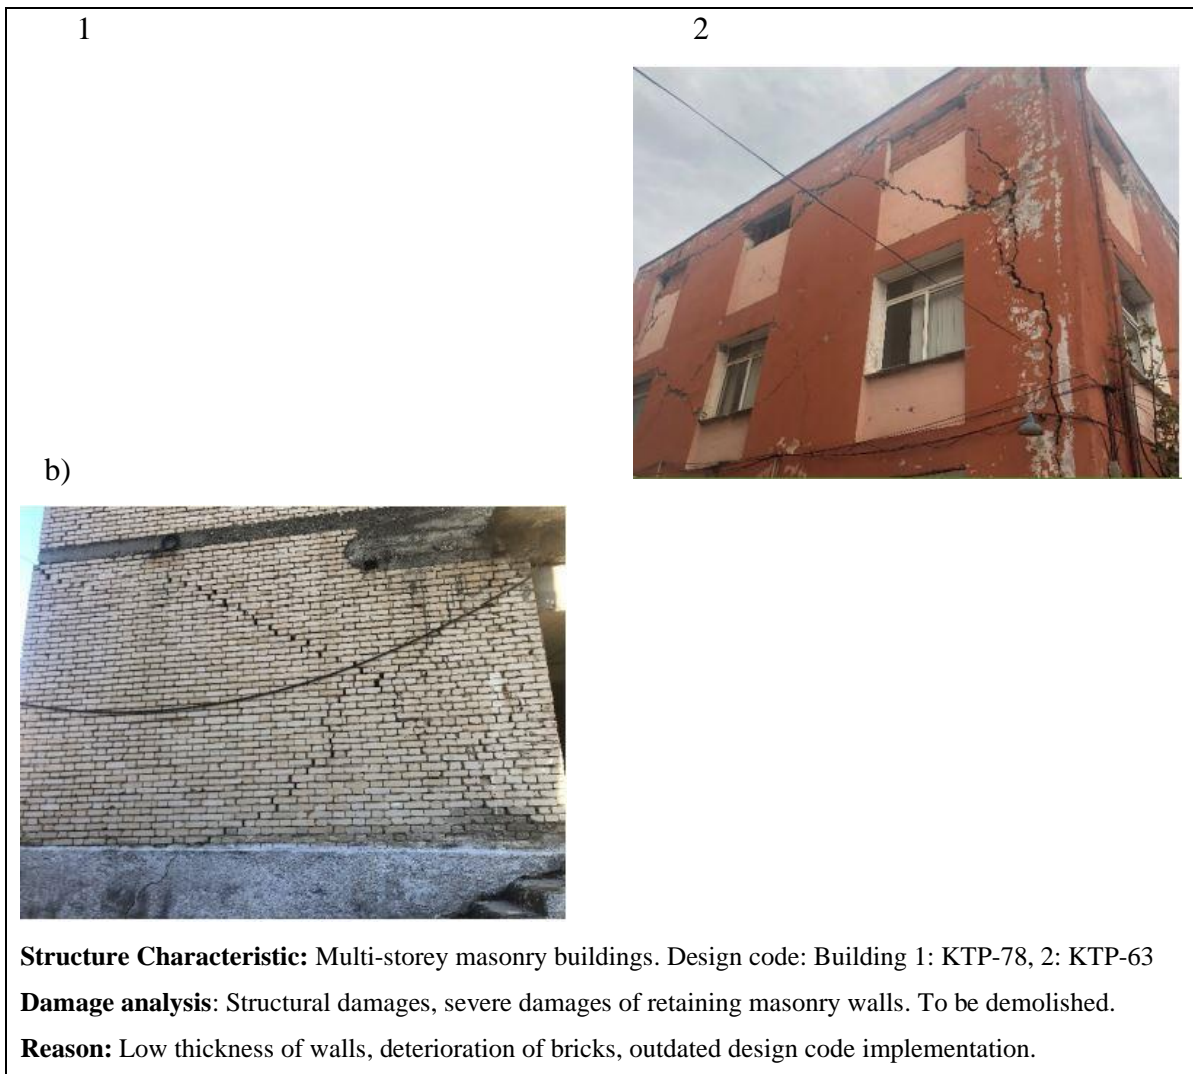 1
2
b)
Structure Characteristic: Multi-storey masonry buildings. Design code: Building 1: KTP-78, 2: KTP-63
Damage analysis: Structural damages, severe damages of retaining masonry walls. To be demolished.
Reason: Low thickness of walls, deterioration of bricks, outdated design code implementation.